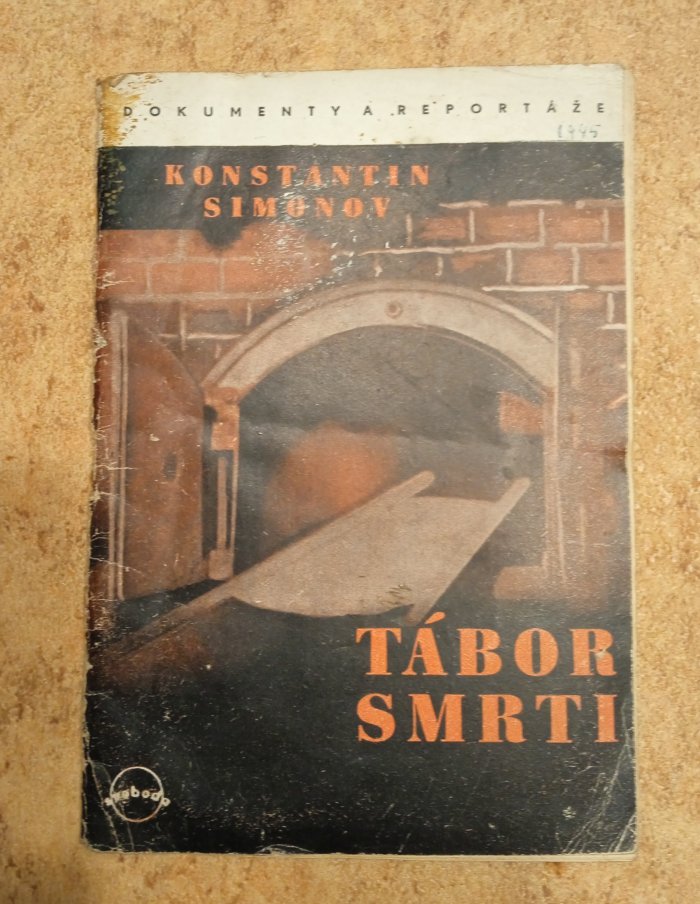 DOKUMENTY A REPORTÁŽE
1945
KONSTANTIN
SIMONOV
TÁBOR
SMRTI
svoboda